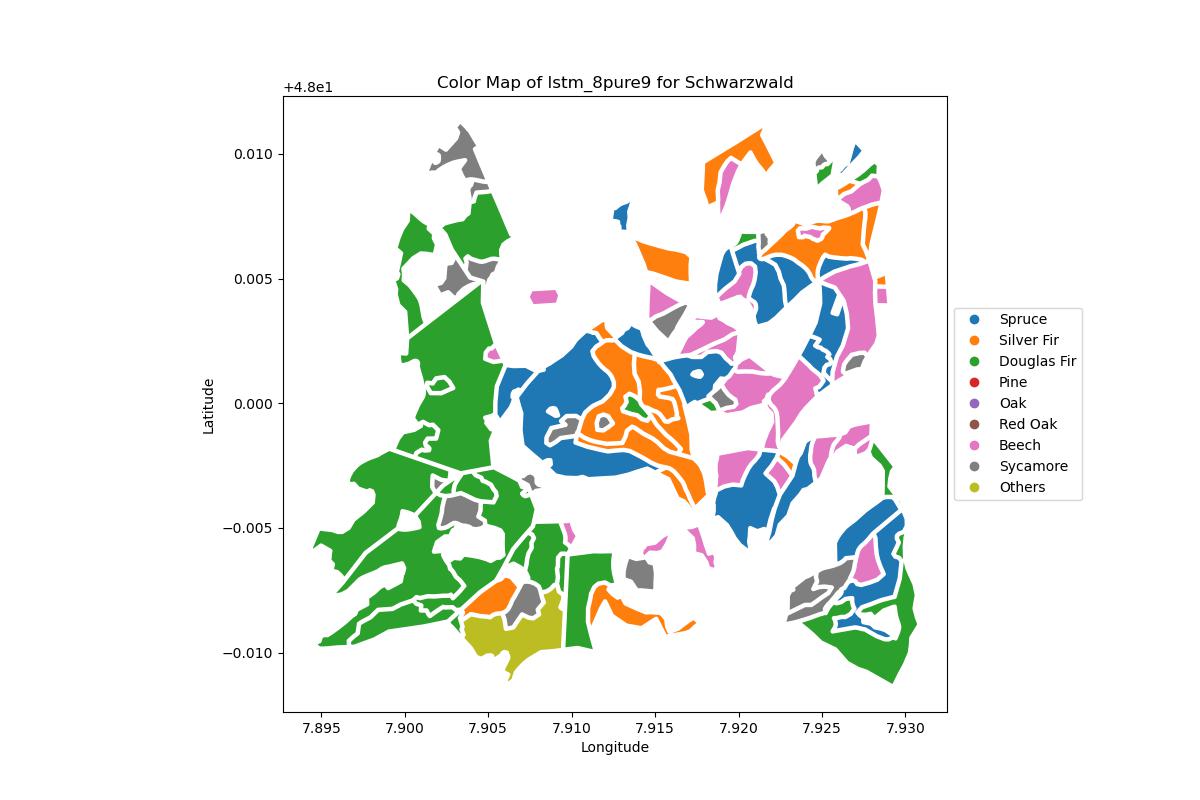 Color Map of lstm_8pure9 for Schwarzwald
+4.8e1
0.010
0.005
0.000
−0.005
−0.010
Latitude
7.895 7.900 7.905 7.910 7.915 7.920 7.925 7.930
Longitude
Spruce
Silver Fir
Douglas Fir
Pine
Oak
Red Oak
Beech
Sycamore
Others